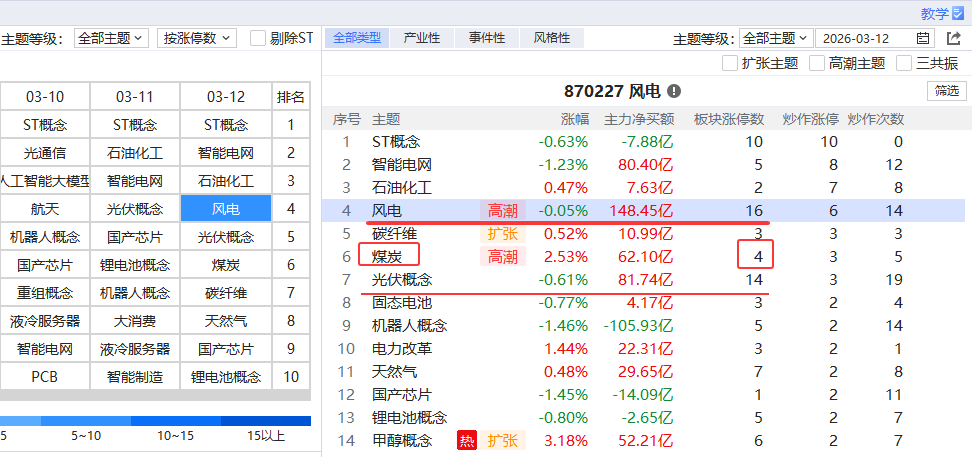 教学
主题等级: 全部主题 按涨停数 剔除ST
全部类型 产业性 事件性 风格性 主题等级: 全部主题 2026-03-12
扩张主题 高潮主题 三共振
870227 风电 筛选
03-10 03-11 03-12 排名
ST概念 ST概念 ST概念 1
光通信 石油化工 智能电网 2
人工智能大模型 智能电网 石油化工 3
航天 光伏概念 风电 4
机器人概念 国产芯片 光伏概念 5
国产芯片 锂电池概念 煤炭 6
重组概念 机器人概念 碳纤维 7
液冷服务器 大消费 天然气 8
智能电网 液冷服务器 国产芯片 9
PCB 智能制造 锂电池概念 10
5 5~10 10~15 15以上
序号 主题 涨幅 主力净买额 板块涨停数 炒作涨停 炒作次数
1 ST概念 -0.63% -7.88亿 10 10 0
2 智能电网 -1.23% 80.40亿 5 8 12
3 石油化工 0.47% 7.63亿 2 7 8
4 风电 高潮 -0.05% 148.45亿 16 6 14
5 碳纤维 扩张 0.52% 10.99亿 3 3 3
6 煤炭 高潮 2.53% 62.10亿 4 3 5
7 光伏概念 -0.61% 81.74亿 14 3 19
8 固态电池 -0.77% 4.17亿 3 2 4
9 机器人概念 -1.46% -105.93亿 5 2 14
10 电力改革 1.44% 22.31亿 3 2 1
11 天然气 0.48% 29.65亿 7 2 8
12 国产芯片 -1.45% -14.09亿 1 2 11
13 锂电池概念 -0.80% -2.65亿 5 2 7
14 甲醇概念 热 扩张 3.18% 52.21亿 6 2 7